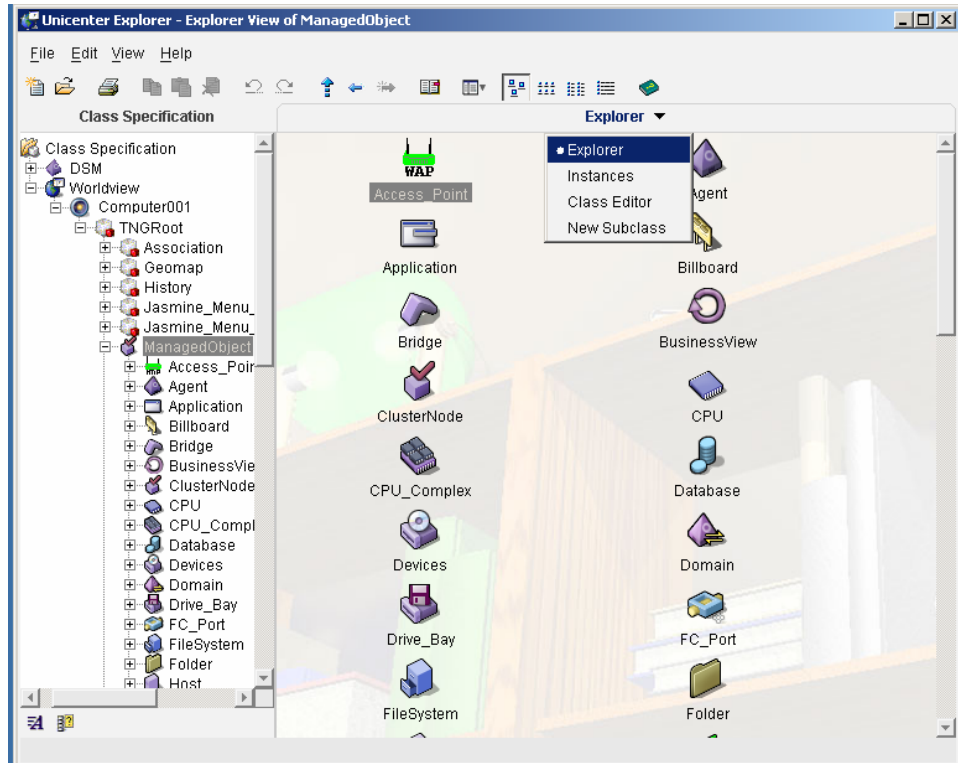 Unicenter Explorer - Explorer View of ManagedObject
File Edit View Help
Class Specification
Explorer
Class Specification
DSM
Worldview
Computer001
TNGRoot
Association
Geomap
History
Jasmine_Menu_
Jasmine_Menu_
ManagedObject
Access_Poir
Agent
Application
Billboard
Bridge
BusinessVie
ClusterNode
CPU
CPU_Compl
Database
Devices
Domain
Drive_Bay
FC_Port
FileSystem
Folder
Host
Explorer
Instances
Class Editor
New Subclass
WAP
Access_Point
Agent
Application
Billboard
Bridge
BusinessView
ClusterNode
CPU
CPU_Complex
Database
Devices
Domain
Drive_Bay
FC_Port
FileSystem
Folder